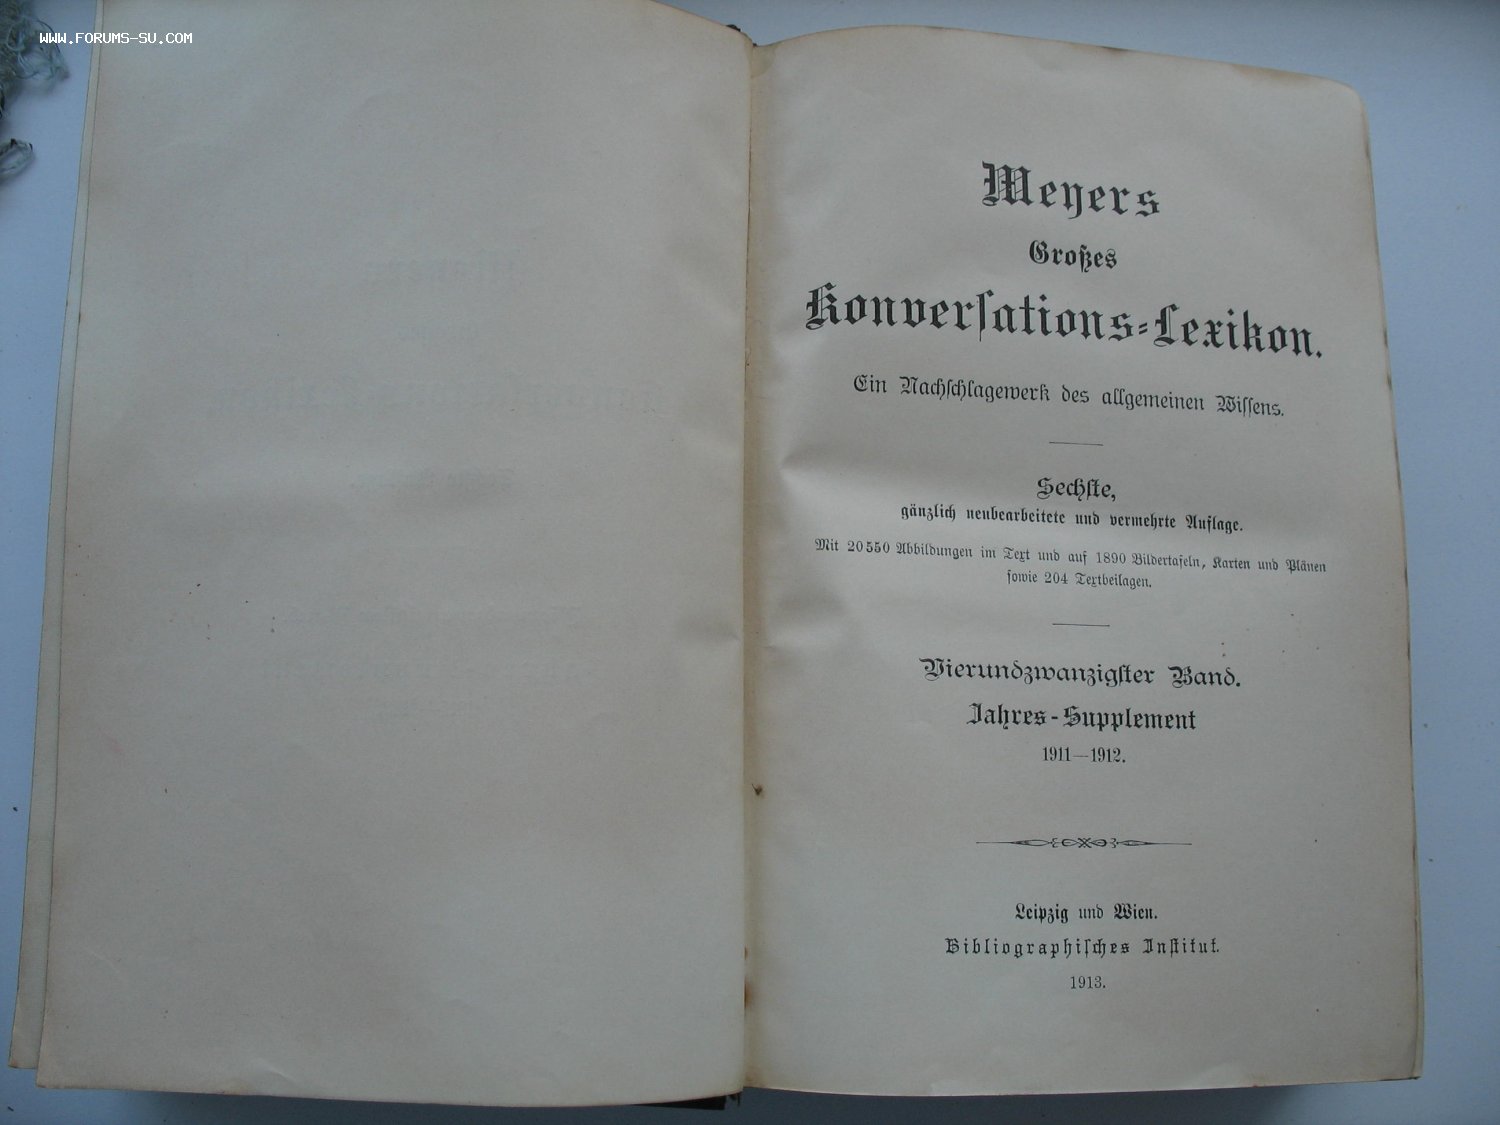 WWW.FORUMS-SU.COM
Meyers
Großes
Konverſations-Lexikon.
Ein Nachſchlagewerk des allgemeinen Wiſſens.
Sechſte,
gänzlich neubearbeitete und vermehrte Auflage.
Mit 20550 Abbildungen im Text und auf 1890 Bildertafeln, Karten und Plänen
ſowie 204 Textbeilagen.
Vierundzwanzigſter Band.
Jahres-Supplement
1911—1912.
Leipzig und Wien.
Bibliographiſches Inſtitut.
1913.